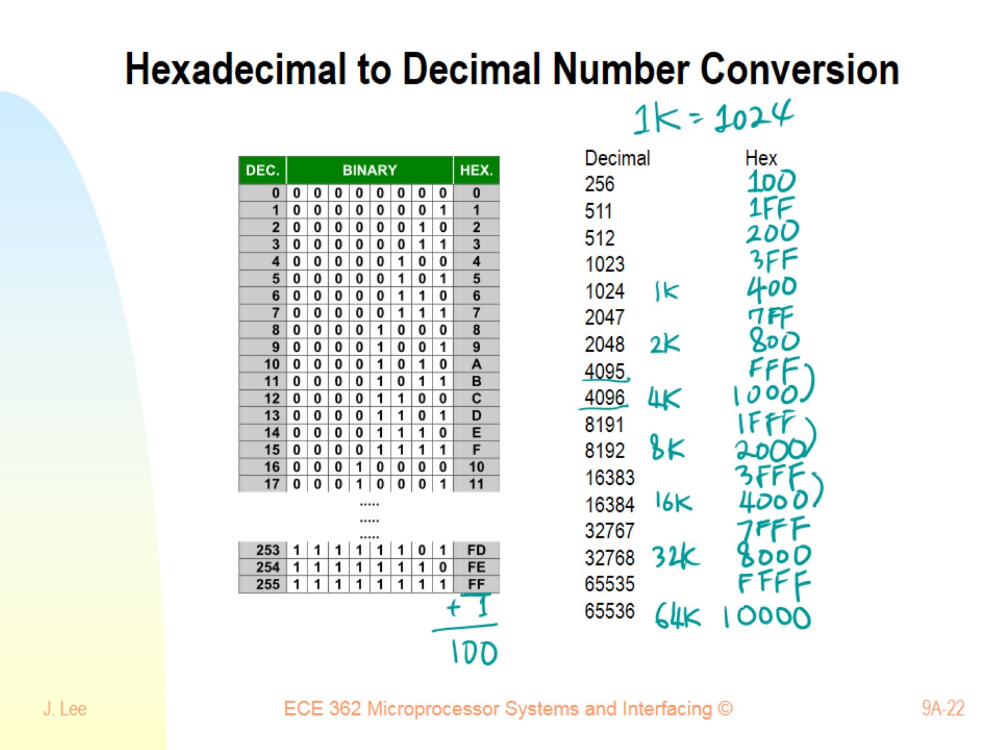 Hexadecimal to Decimal Number Conversion
1K = 1024
DEC. BINARY HEX.
0 0 0 0 0 0 0 0 0 0
1 0 0 0 0 0 0 0 1 1
2 0 0 0 0 0 0 1 0 2
3 0 0 0 0 0 0 1 1 3
4 0 0 0 0 0 1 0 0 4
5 0 0 0 0 0 1 0 1 5
6 0 0 0 0 0 1 1 0 6
7 0 0 0 0 0 1 1 1 7
8 0 0 0 0 1 0 0 0 8
9 0 0 0 0 1 0 0 1 9
10 0 0 0 0 1 0 1 0 A
11 0 0 0 0 1 0 1 1 B
12 0 0 0 0 1 1 0 0 C
13 0 0 0 0 1 1 0 1 D
14 0 0 0 0 1 1 1 0 E
15 0 0 0 0 1 1 1 1 F
16 0 0 0 1 0 0 0 0 10
17 0 0 0 1 0 0 0 1 11
.....
.....
.....
253 1 1 1 1 1 1 0 1 FD
254 1 1 1 1 1 1 1 0 FE
255 1 1 1 1 1 1 1 1 FF
+ 1
100
Decimal Hex
256 100
511 1FF
512 200
1023 3FF
1024 1K 400
2047 7FF
2048 2K 800
4095 FFF
4096 4K 1000
8191 1FFF
8192 8K 2000
16383 3FFF
16384 16K 4000
32767 7FFF
32768 32K 8000
65535 FFFF
65536 64K 10000
J. Lee
ECE 362 Microprocessor Systems and Interfacing ©
9A-22